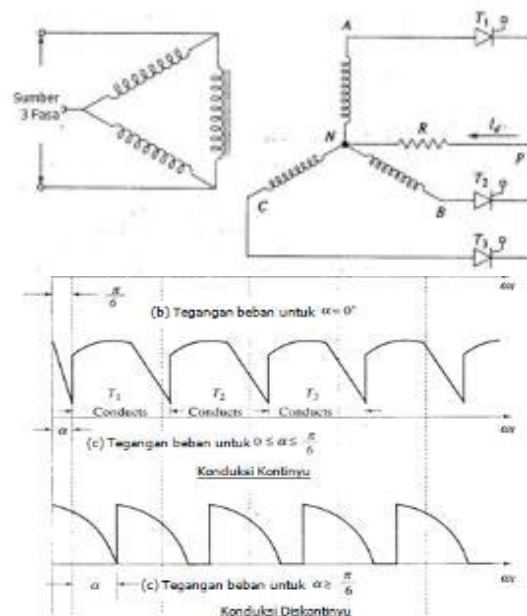 Sumber
3 Fasa
A
T₁
N
R
I_d
P
T₂
C
B
T₃
π/6
(b) Tegangan beban untuk α = 0°
ωt
T₁
T₂
T₃
Conducts
Conducts
Conducts
α
(c) Tegangan beban untuk 0 ≤ α ≤ π/6
ωt
Konduksi Kontinyu
α
(c) Tegangan beban untuk α ≥ π/6
ωt
Konduksi Diskontinyu